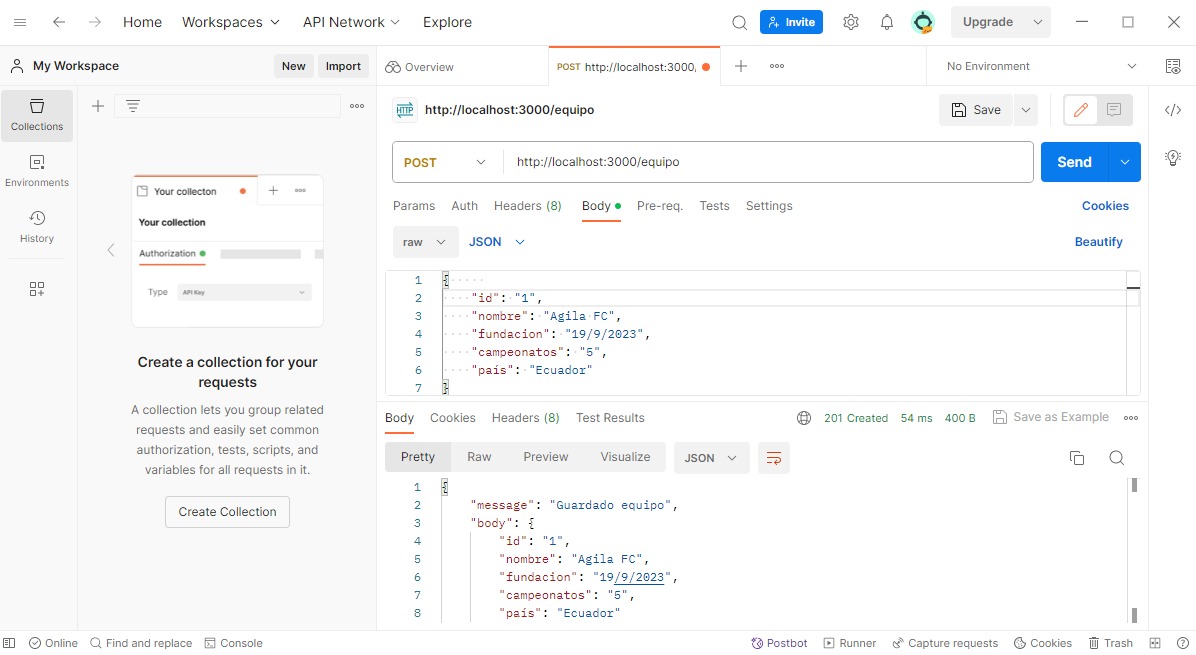 Home Workspaces API Network Explore Invite Upgrade
My Workspace New Import Overview POST http://localhost:3000, No Environment
Collections
Environments
History
Your collecton
Your collection
Authorization
Type API Key
Create a collection for your
requests
A collection lets you group related
requests and easily set common
authorization, tests, scripts, and
variables for all requests in it.
Create Collection
HTTP http://localhost:3000/equipo Save
POST http://localhost:3000/equipo Send
Params Auth Headers (8) Body Pre-req. Tests Settings Cookies
raw JSON Beautify
1 {
2 "id": "1",
3 "nombre": "Agila FC",
4 "fundacion": "19/9/2023",
5 "campeonatos": "5",
6 "país": "Ecuador"
7 }
Body Cookies Headers (8) Test Results 201 Created 54 ms 400 B Save as Example
Pretty Raw Preview Visualize JSON
1 {
2 "message": "Guardado equipo",
3 "body": {
4 "id": "1",
5 "nombre": "Agila FC",
6 "fundacion": "19/9/2023",
7 "campeonatos": "5",
8 "país": "Ecuador"
Online Find and replace Console Postbot Runner Capture requests Cookies Trash